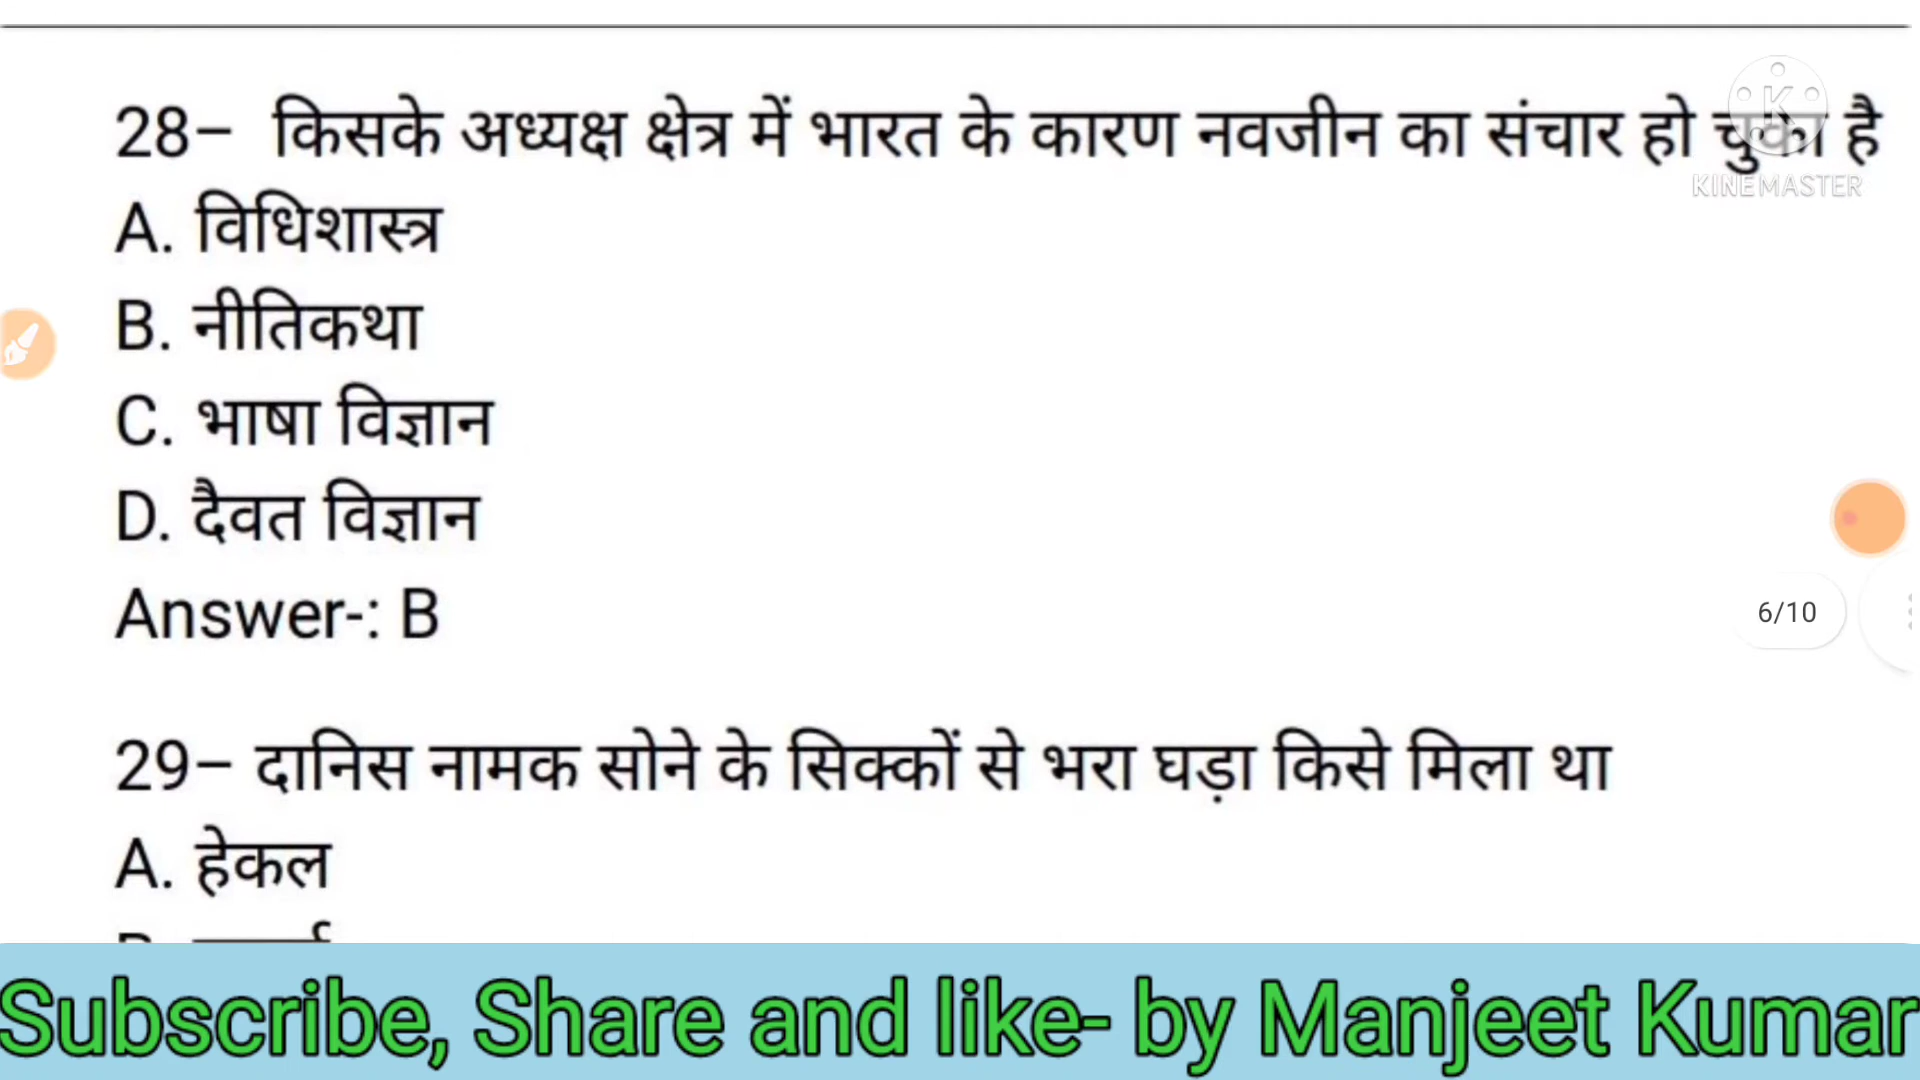 28– किसके अध्यक्ष क्षेत्र में भारत के कारण नवजीन का संचार हो चुका है
KINEMASTER
A. विधिशास्त्र
B. नीतिकथा
C. भाषा विज्ञान
D. दैवत विज्ञान
Answer-: B
6/10
29– दानिस नामक सोने के सिक्कों से भरा घड़ा किसे मिला था
A. हेकल
Subscribe, Share and like- by Manjeet Kumar